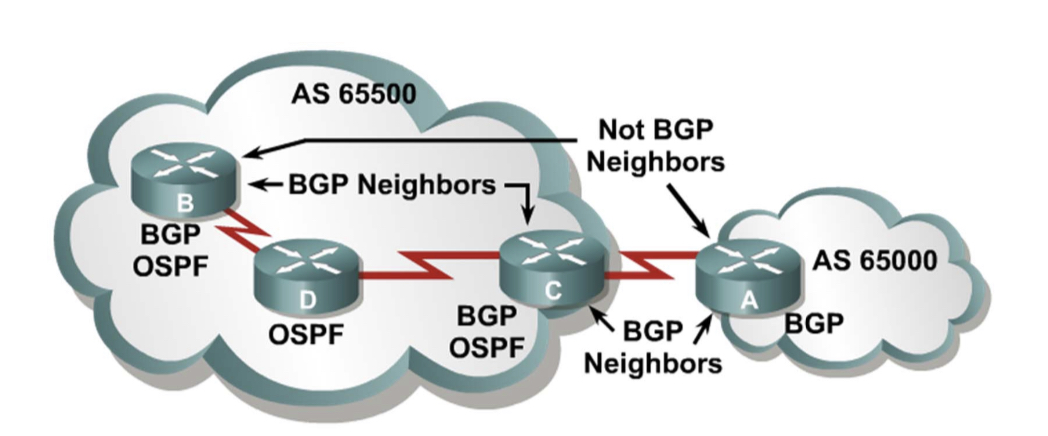 AS 65500
Not BGP
Neighbors
BGP Neighbors
B
BGP
OSPF
D
OSPF
C
BGP
OSPF
A
AS 65000
BGP
BGP
Neighbors